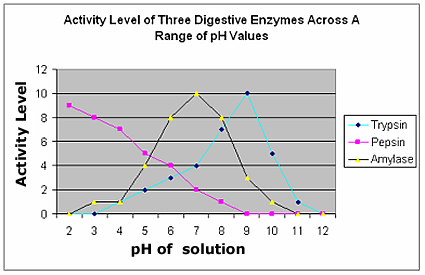 Activity Level of Three Digestive Enzymes Across A
Range of pH Values
Activity Level
12
10
8
6
4
2
0
2 3 4 5 6 7 8 9 10 11 12
pH of solution
Trypsin
Pepsin
Amylase